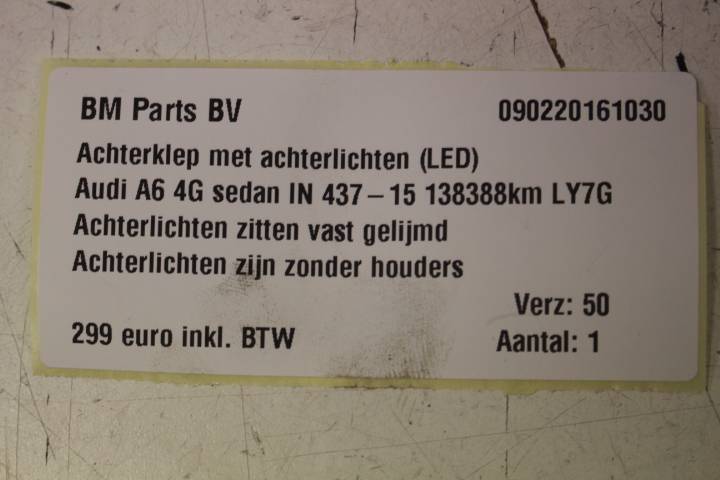 BM Parts BV 090220161030
Achterklep met achterlichten (LED)
Audi A6 4G sedan IN 437-15 138388km LY7G
Achterlichten zitten vast gelijmd
Achterlichten zijn zonder houders
Verz: 50
299 euro inkl. BTW Aantal: 1